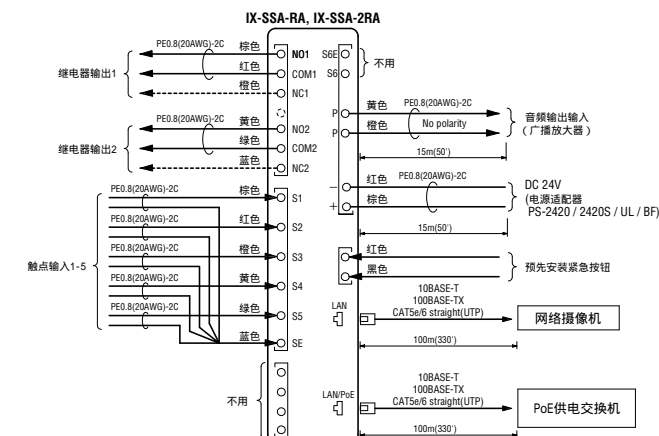 IX-SSA-RA, IX-SSA-2RA
PE0.8(20AWG)-2C
棕色
NO1
继电器输出1
红色
COM1
橙色
NC1
PE0.8(20AWG)-2C
黄色
NO2
继电器输出2
绿色
COM2
蓝色
NC2
PE0.8(20AWG)-2C
棕色
S1
PE0.8(20AWG)-2C
红色
S2
PE0.8(20AWG)-2C
橙色
S3
触点输入1-5
PE0.8(20AWG)-2C
黄色
S4
PE0.8(20AWG)-2C
绿色
S5
蓝色
SE
不用
S6E
S6
不用
P
黄色
PE0.8(20AWG)-2C
P
橙色
No polarity
音频输出输入
(广播放大器)
15m(50')
−
红色
PE0.8(20AWG)-2C
+
棕色
DC 24V
(电源适配器
PS-2420 / 2420S / UL / BF)
15m(50')
红色
黑色
预先安装紧急按钮
10BASE-T
100BASE-TX
LAN
CAT5e/6 straight(UTP)
网络摄像机
100m(330')
10BASE-T
100BASE-TX
LAN/PoE
CAT5e/6 straight(UTP)
PoE供电交换机
100m(330')